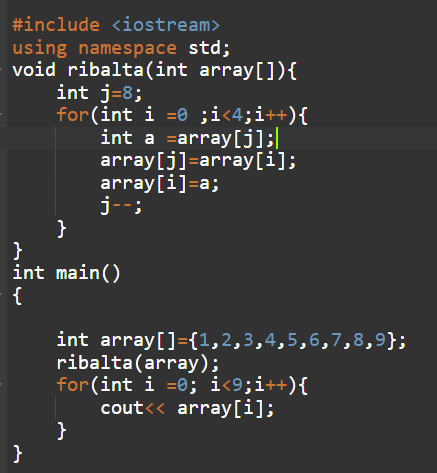 #include <iostream>
using namespace std;
void ribalta(int array[]){
    int j=8;
    for(int i =0 ;i<4;i++){
        int a =array[j];
        array[j]=array[i];
        array[i]=a;
        j--;
    }
}
int main()
{

    int array[]={1,2,3,4,5,6,7,8,9};
    ribalta(array);
    for(int i =0; i<9;i++){
        cout<< array[i];
    }
}